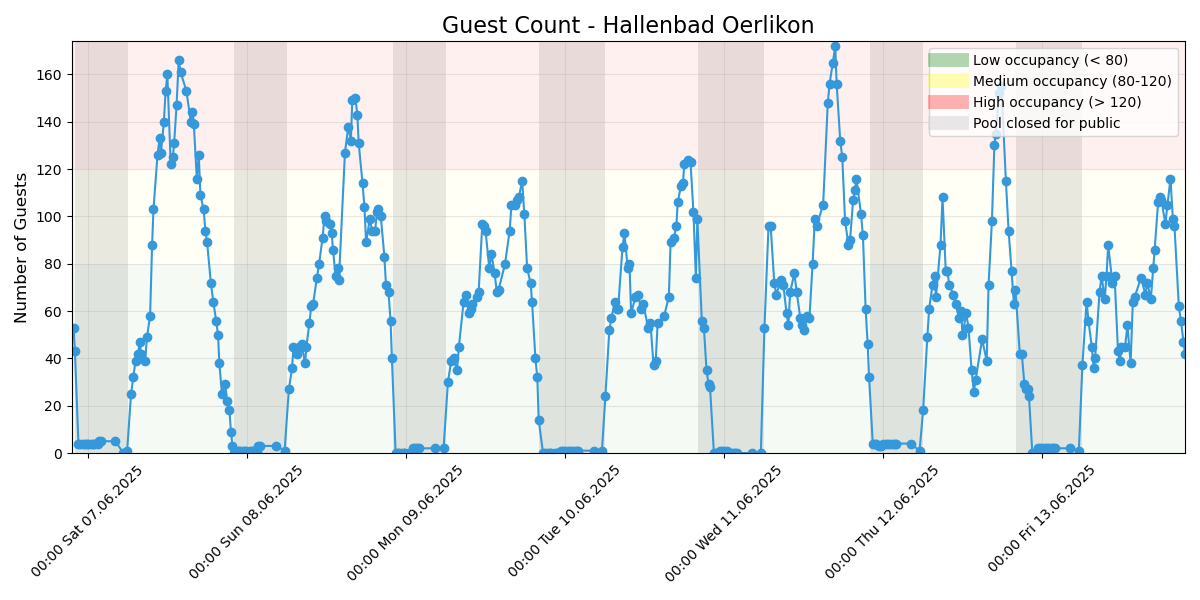 Guest Count - Hallenbad Oerlikon
Number of Guests
160
140
120
100
80
60
40
20
0
Low occupancy (< 80)
Medium occupancy (80-120)
High occupancy (> 120)
Pool closed for public
00:00 Sat 07.06.2025
00:00 Sun 08.06.2025
00:00 Mon 09.06.2025
00:00 Tue 10.06.2025
00:00 Wed 11.06.2025
00:00 Thu 12.06.2025
00:00 Fri 13.06.2025